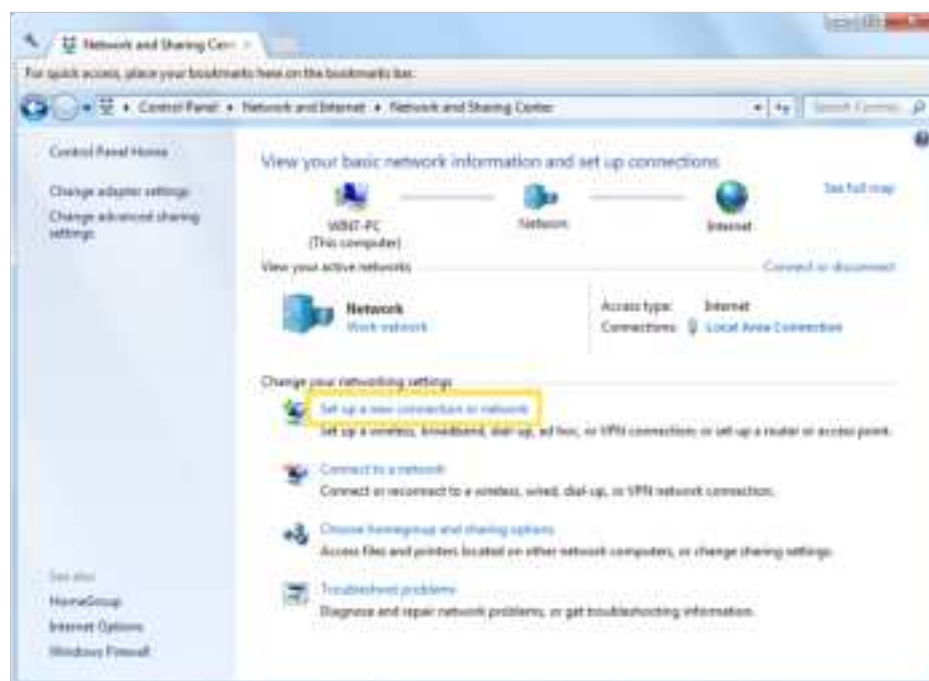 Network and Sharing Cen
For quick access, place your bookmarks here on the bookmarks bar.
Control Panel Network and Internet Network and Sharing Center
Search Control
Control Panel Home
Change adapter settings
Change advanced sharing
settings
View your basic network information and set up connections
See full map
WIN7-PC
(This computer)
Network
Internet
View your active networks
Connect or disconnect
Network
Work network
Access type: Internet
Connections: Local Area Connection
Change your networking settings
Set up a new connection or network
Set up a wireless, broadband, dial-up, ad hoc, or VPN connection; or set up a router or access point.
Connect to a network
Connect or reconnect to a wireless, wired, dial-up, or VPN network connection.
Choose homegroup and sharing options
Access files and printers located on other network computers, or change sharing settings.
Troubleshoot problems
Diagnose and repair network problems, or get troubleshooting information.
See also
HomeGroup
Internet Options
Windows Firewall